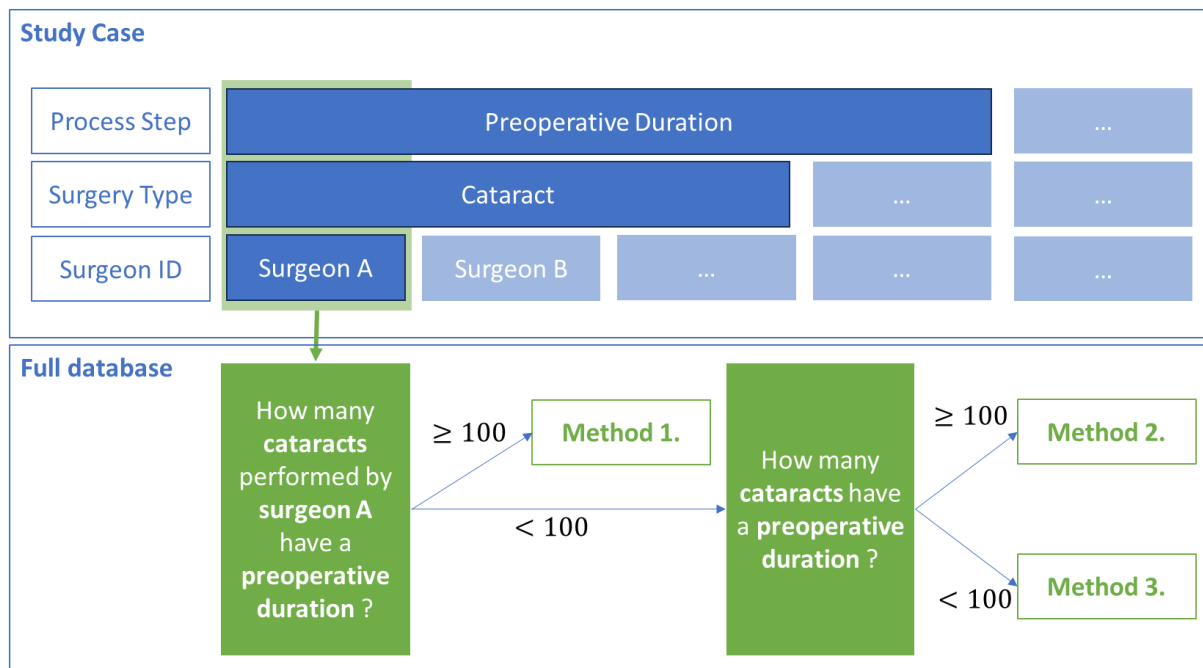 Study Case
Process Step
Preoperative Duration
...
Surgery Type
Cataract
...
...
Surgeon ID
Surgeon A
Surgeon B
...
...
...
Full database
How many
cataracts
performed by
surgeon A
have a
preoperative
duration ?
≥ 100
Method 1.
< 100
How many
cataracts have
a preoperative
duration ?
≥ 100
Method 2.
< 100
Method 3.